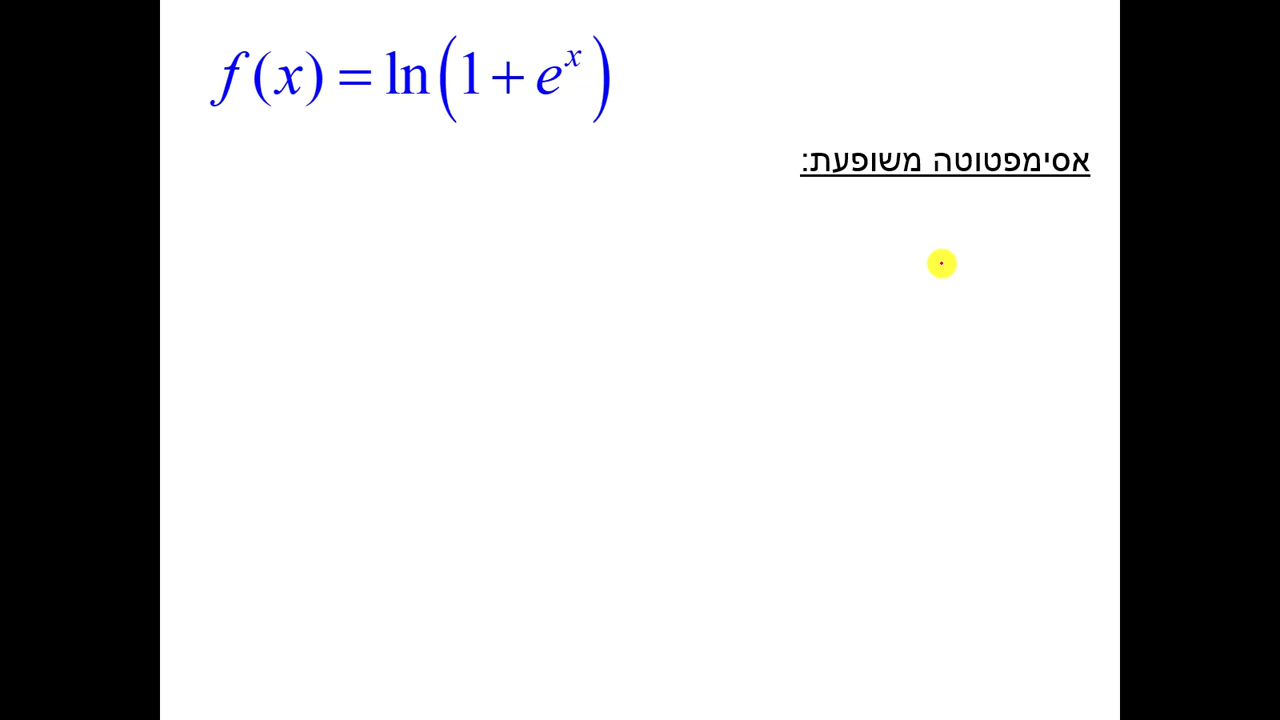 f(x) = ln(1 + e^x)
אסימפטוטה משופעת: